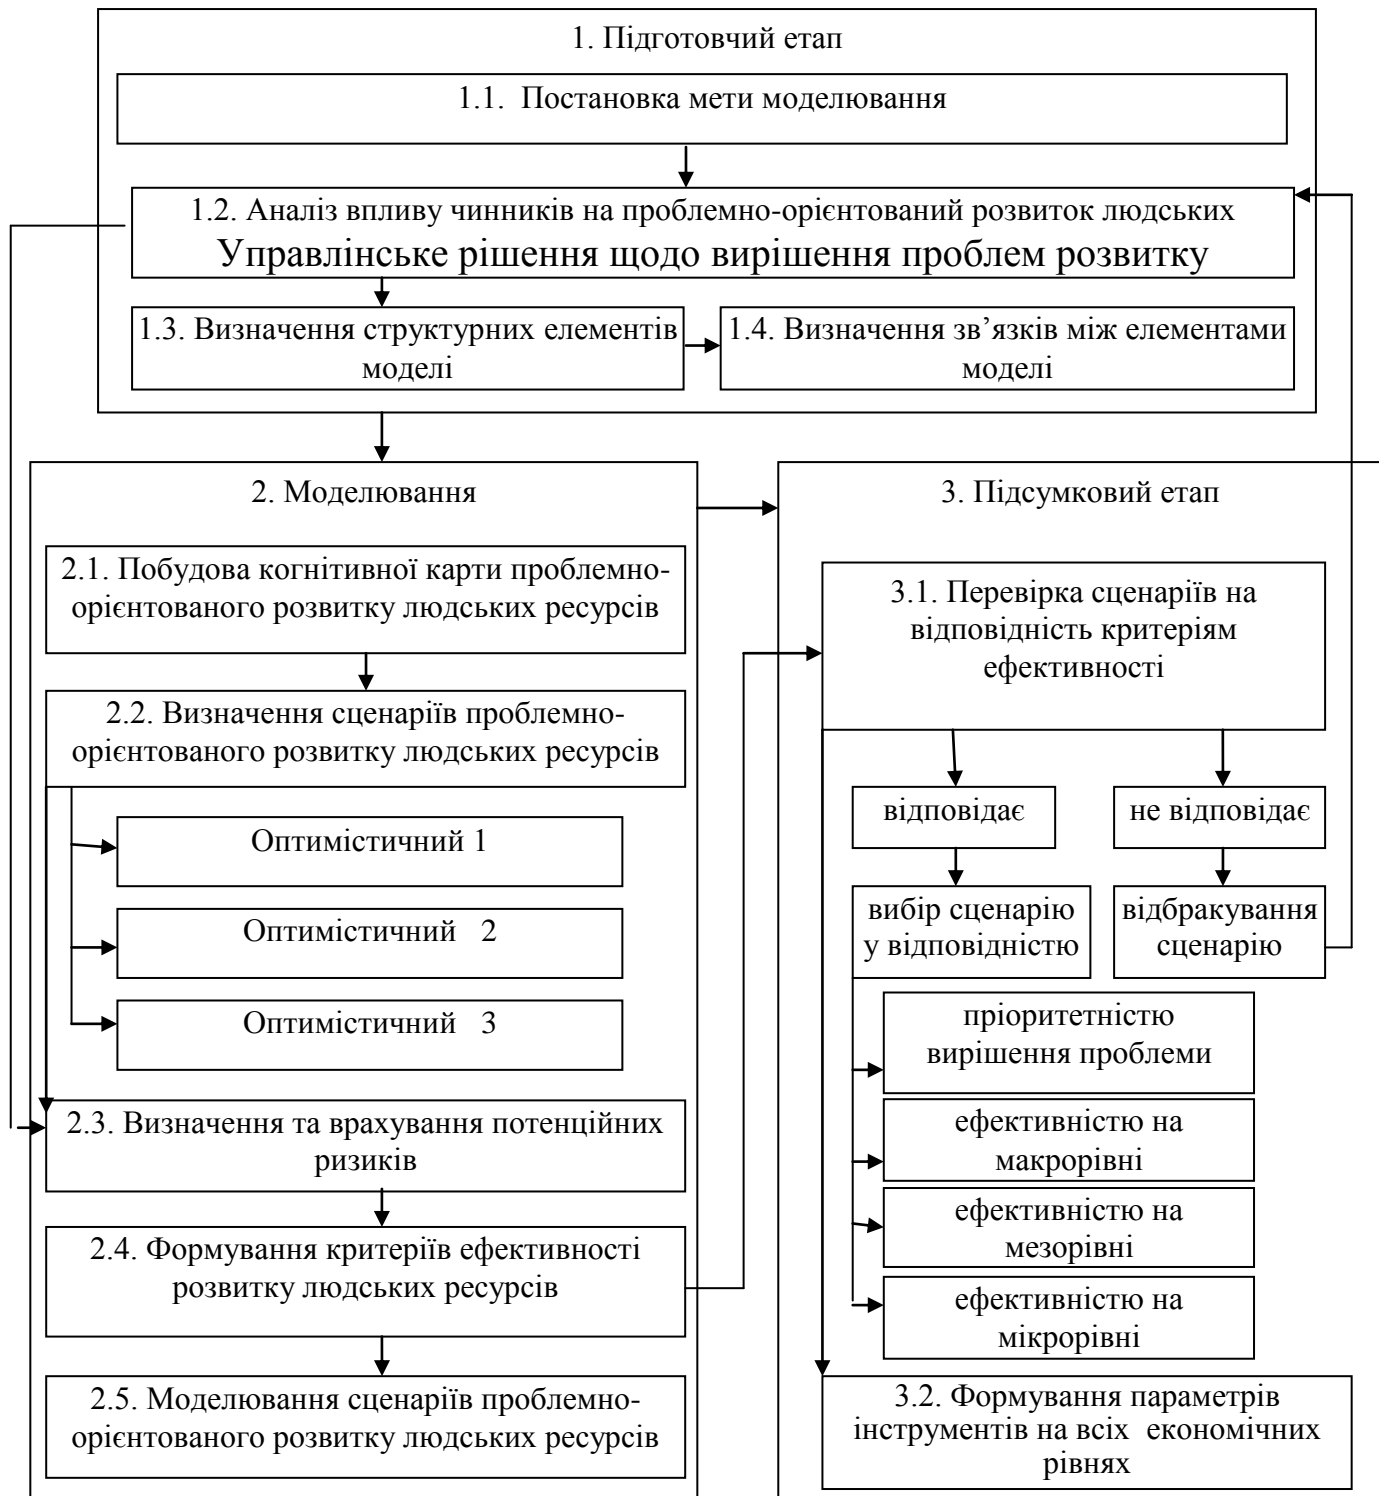 1. Підготовчий етап
1.1. Постановка мети моделювання
1.2. Аналіз впливу чинників на проблемно-орієнтований розвиток людських
Управлінське рішення щодо вирішення проблем розвитку
1.3. Визначення структурних елементів
моделі
1.4. Визначення зв’язків між елементами
моделі
2. Моделювання
2.1. Побудова когнітивної карти проблемно-
орієнтованого розвитку людських ресурсів
2.2. Визначення сценаріїв проблемно-
орієнтованого розвитку людських ресурсів
Оптимістичний 1
Оптимістичний 2
Оптимістичний 3
2.3. Визначення та врахування потенційних
ризиків
2.4. Формування критеріїв ефективності
розвитку людських ресурсів
2.5. Моделювання сценаріїв проблемно-
орієнтованого розвитку людських ресурсів
3. Підсумковий етап
3.1. Перевірка сценаріїв на
відповідність критеріям
ефективності
відповідає
не відповідає
вибір сценарію
у відповідністю
відбракування
сценарію
пріоритетністю
вирішення проблеми
ефективністю на
макрорівні
ефективністю на
мезорівні
ефективністю на
мікрорівні
3.2. Формування параметрів
інструментів на всіх економічних
рівнях